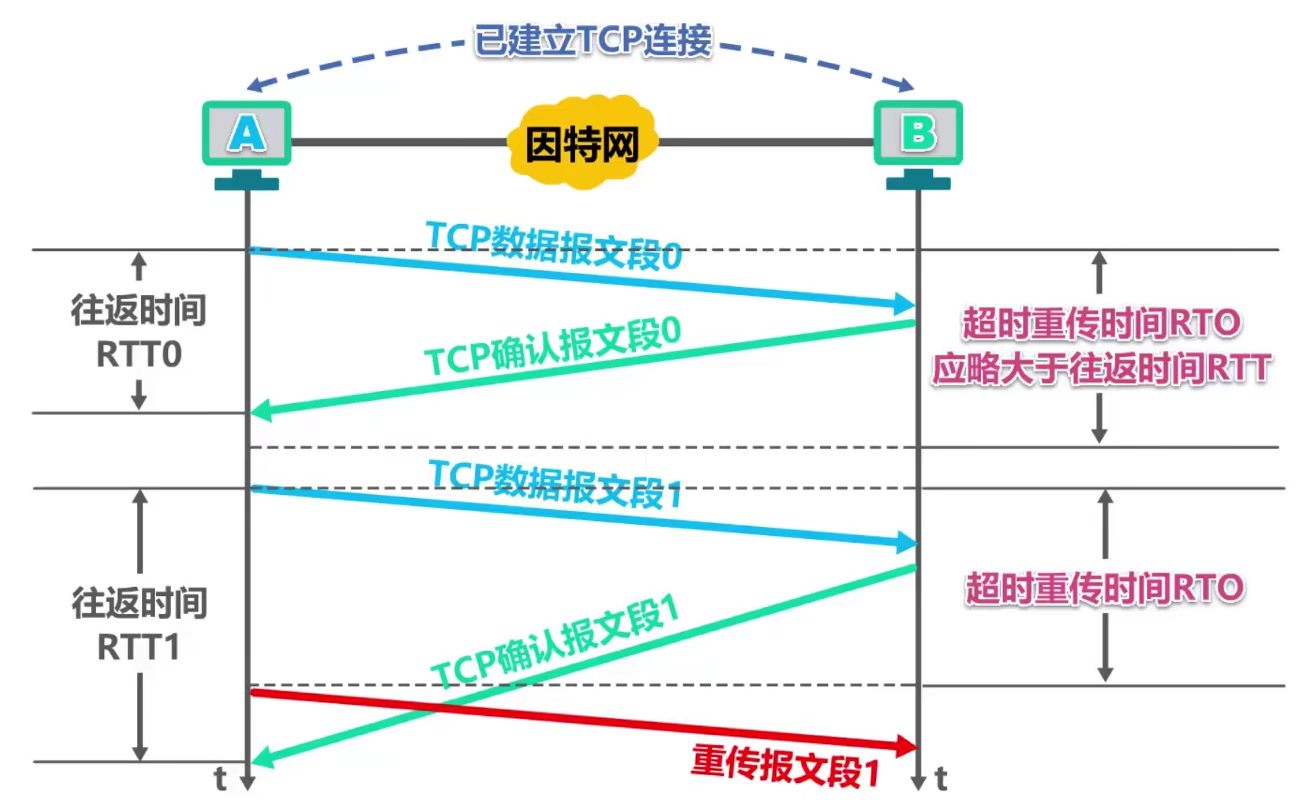 已建立TCP连接
A
因特网
B
TCP数据报文段0
往返时间
RTT0
TCP确认报文段0
超时重传时间RTO
应略大于往返时间RTT
TCP数据报文段1
往返时间
RTT1
TCP确认报文段1
超时重传时间RTO
重传报文段1
t
t